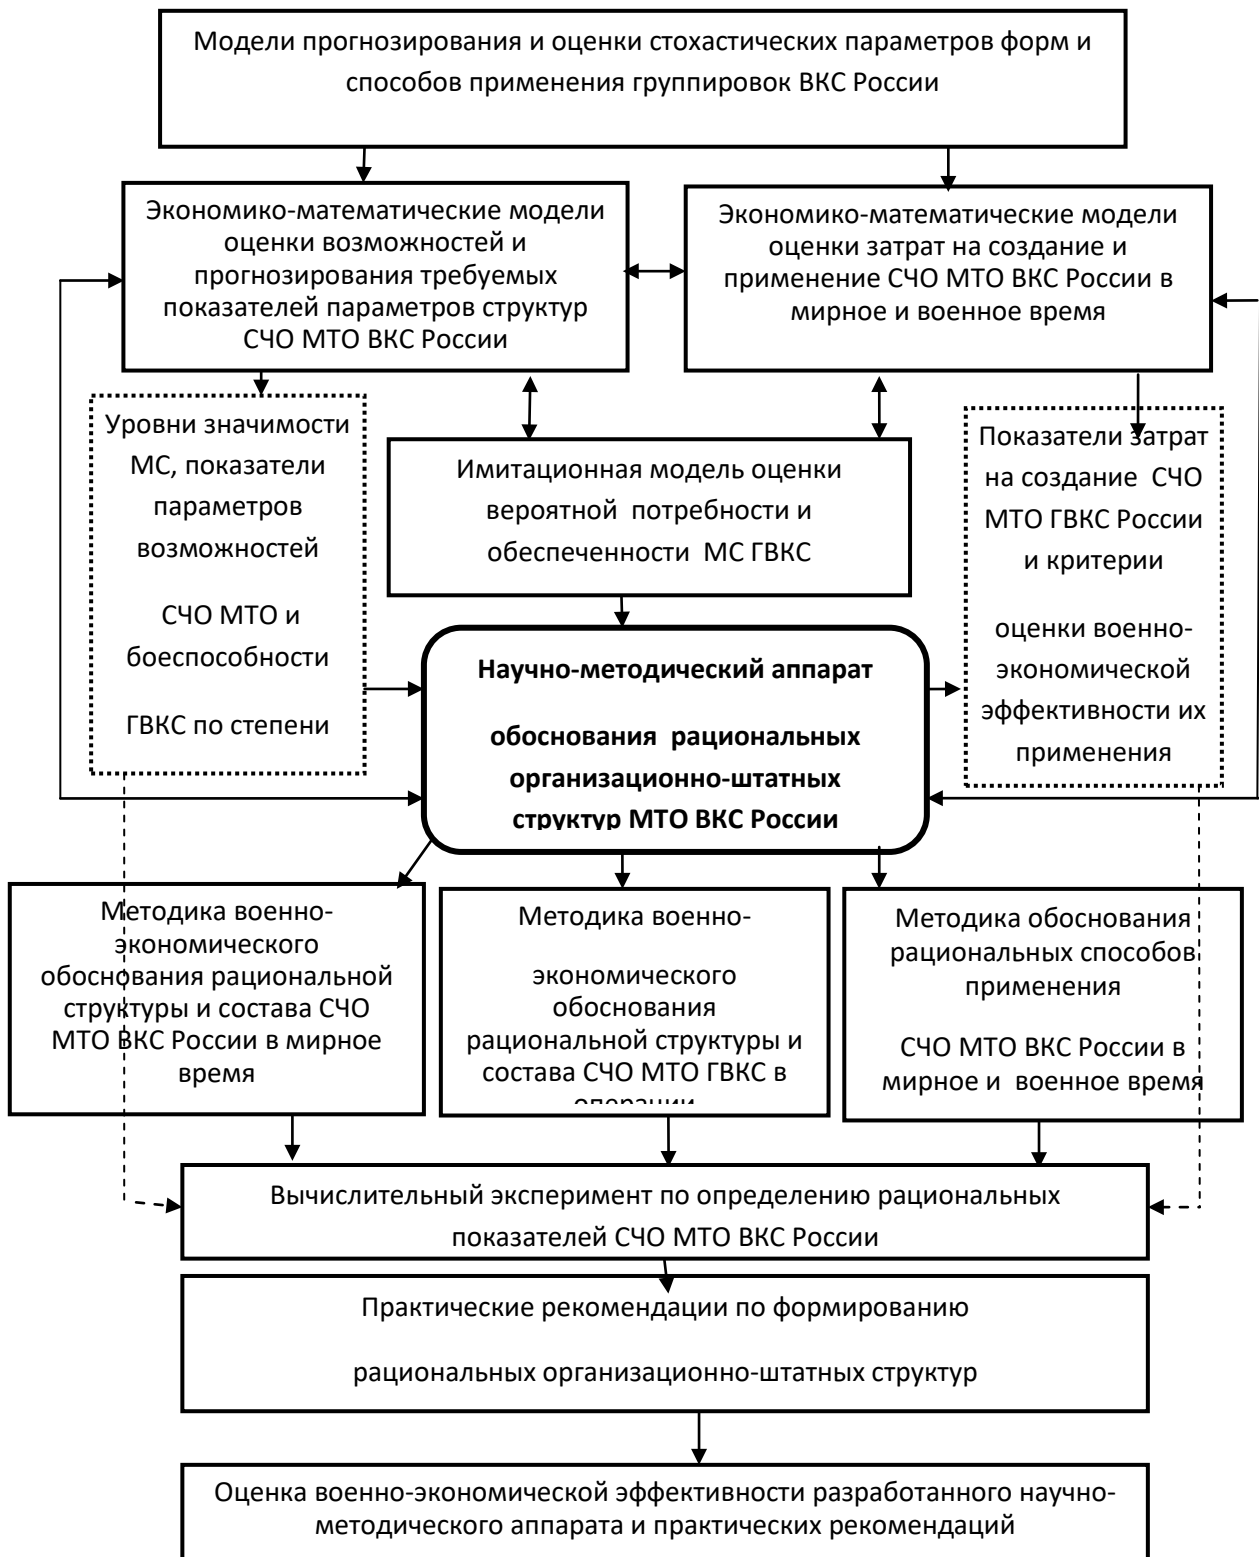 Модели прогнозирования и оценки стохастических параметров форм и
способов применения группировок ВКС России
Экономико-математические модели
оценки возможностей и
прогнозирования требуемых
показателей параметров структур
СЧО МТО ВКС России
Экономико-математические модели
оценки затрат на создание и
применение СЧО МТО ВКС России в
мирное и военное время
Уровни значимости
МС, показатели
параметров
возможностей
СЧО МТО и
боеспособности
ГВКС по степени
Имитационная модель оценки
вероятной потребности и
обеспеченности МС ГВКС
Показатели затрат
на создание СЧО
МТО ГВКС России
и критерии
оценки военно-
экономической
эффективности их
применения
Научно-методический аппарат
обоснования рациональных
организационно-штатных
структур МТО ВКС России
Методика военно-
экономического
обоснования рациональной
структуры и состава СЧО
МТО ВКС России в мирное
время
Методика военно-
экономического
обоснования
рациональной структуры и
состава СЧО МТО ГВКС в
операции
Методика обоснования
рациональных способов
применения
СЧО МТО ВКС России в
мирное и военное время
Вычислительный эксперимент по определению рациональных
показателей СЧО МТО ВКС России
Практические рекомендации по формированию
рациональных организационно-штатных структур
Оценка военно-экономической эффективности разработанного научно-
методического аппарата и практических рекомендаций